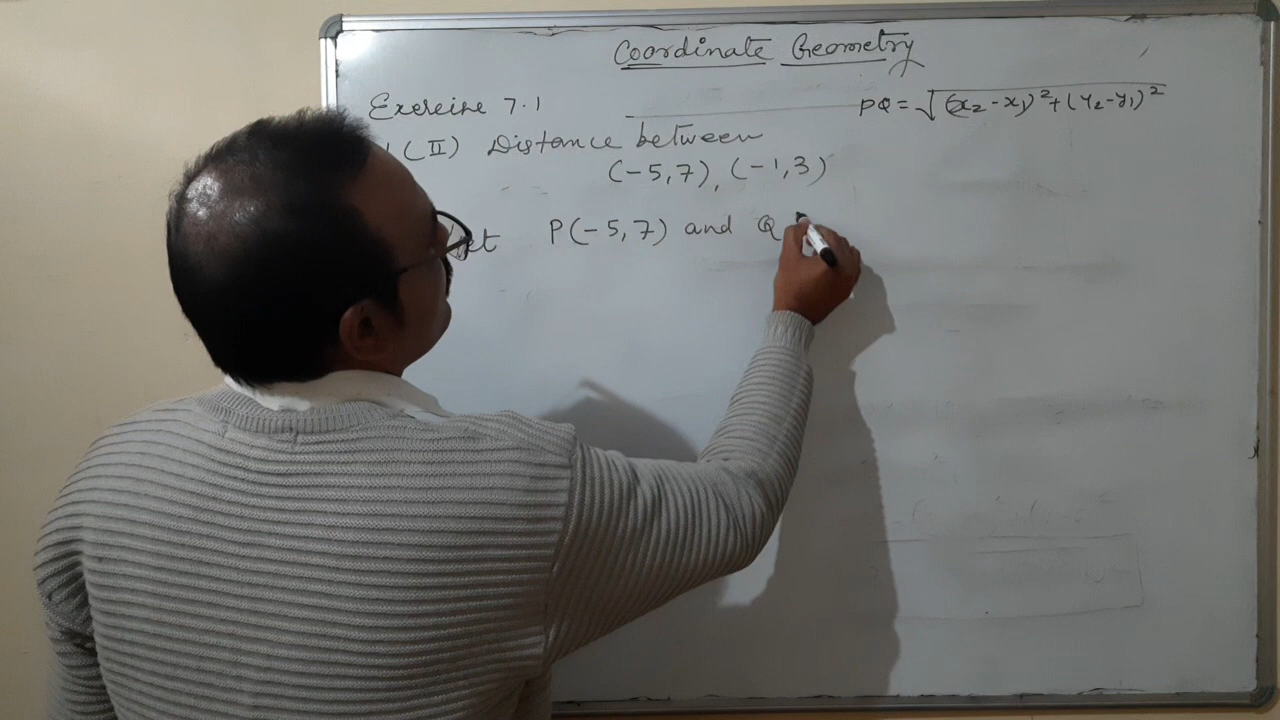 Coordinate Geometry
Exercise 7.1
PQ = √(x₂-x₁)²+(y₂-y₁)²
(II) Distance between
(-5,7), (-1,3)
P(-5,7) and Q